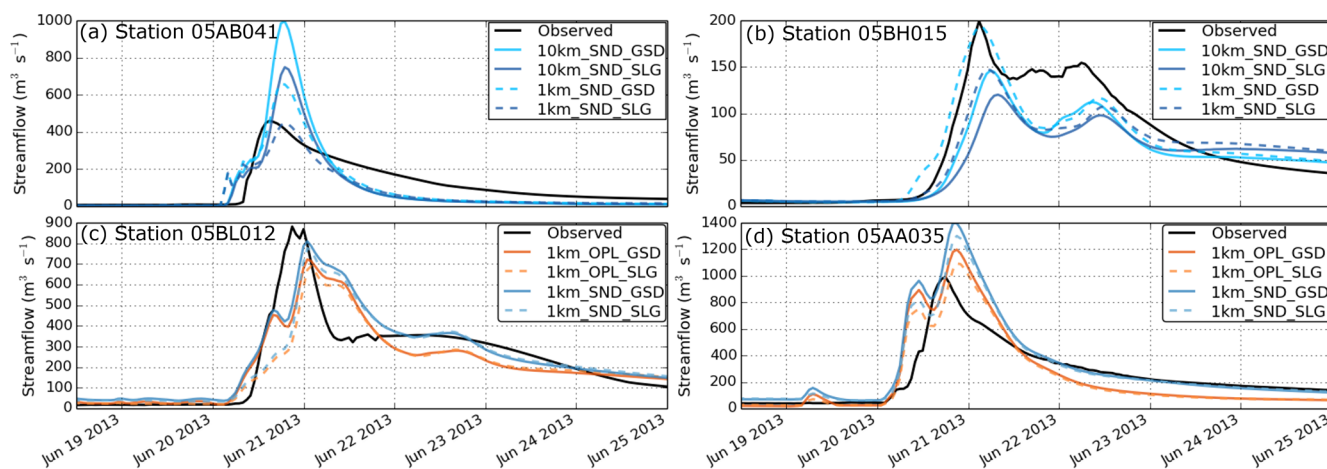 (a) Station 05AB041
Observed
10km_SND_GSD
10km_SND_SLG
1km_SND_GSD
1km_SND_SLG
Streamflow (m³ s⁻¹)
1000
800
600
400
200
0
(b) Station 05BH015
Observed
10km_SND_GSD
10km_SND_SLG
1km_SND_GSD
1km_SND_SLG
Streamflow (m³ s⁻¹)
200
150
100
50
0
(c) Station 05BL012
Observed
1km_OPL_GSD
1km_OPL_SLG
1km_SND_GSD
1km_SND_SLG
Streamflow (m³ s⁻¹)
900
800
700
600
500
400
300
200
100
0
Jun 19 2013
Jun 20 2013
Jun 21 2013
Jun 22 2013
Jun 23 2013
Jun 24 2013
Jun 25 2013
(d) Station 05AA035
Observed
1km_OPL_GSD
1km_OPL_SLG
1km_SND_GSD
1km_SND_SLG
Streamflow (m³ s⁻¹)
1400
1200
1000
800
600
400
200
0
Jun 19 2013
Jun 20 2013
Jun 21 2013
Jun 22 2013
Jun 23 2013
Jun 24 2013
Jun 25 2013